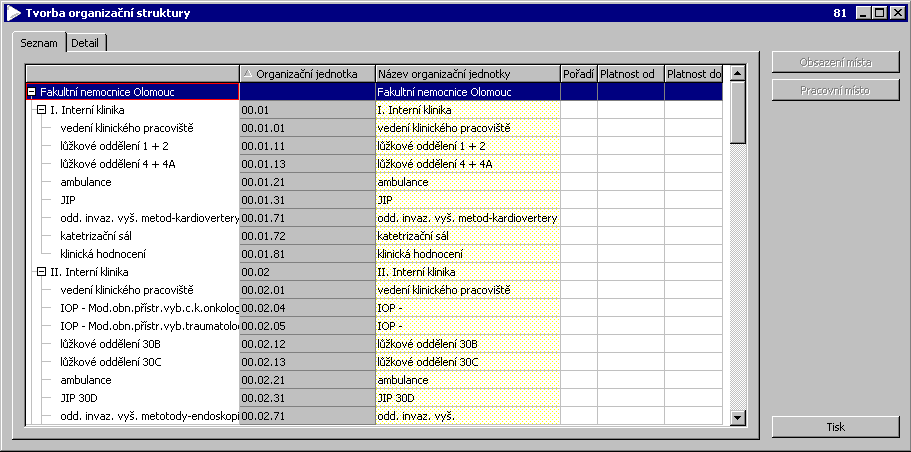 Tvorba organizační struktury 81
Seznam Detail
Organizační jednotka Název organizační jednotky Pořadí Platnost od Platnost do
Fakultní nemocnice Olomouc Fakultní nemocnice Olomouc
I. Interní klinika 00.01 I. Interní klinika
vedení klinického pracoviště 00.01.01 vedení klinického pracoviště
lůžkové oddělení 1 + 2 00.01.11 lůžkové oddělení 1 + 2
lůžkové oddělení 4 + 4A 00.01.13 lůžkové oddělení 4 + 4A
ambulance 00.01.21 ambulance
JIP 00.01.31 JIP
odd. invaz. vyš. metod-kardiovertery 00.01.71 odd. invaz. vyš. metod-kardiovertery
katetrizační sál 00.01.72 katetrizační sál
klinická hodnocení 00.01.81 klinická hodnocení
II. Interní klinika 00.02 II. Interní klinika
vedení klinického pracoviště 00.02.01 vedení klinického pracoviště
IOP - Mod.obn.přístr.vyb.c.k.onkolog 00.02.04 IOP -
IOP - Mod.obn.přístr.vyb.traumatolo 00.02.05 IOP -
lůžkové oddělení 30B 00.02.12 lůžkové oddělení 30B
lůžkové oddělení 30C 00.02.13 lůžkové oddělení 30C
ambulance 00.02.21 ambulance
JIP 30D 00.02.31 JIP 30D
odd. invaz. vyš. metotody-endoskopi 00.02.71 odd. invaz. vyš.
Obsazení místa
Pracovní místo
Tisk